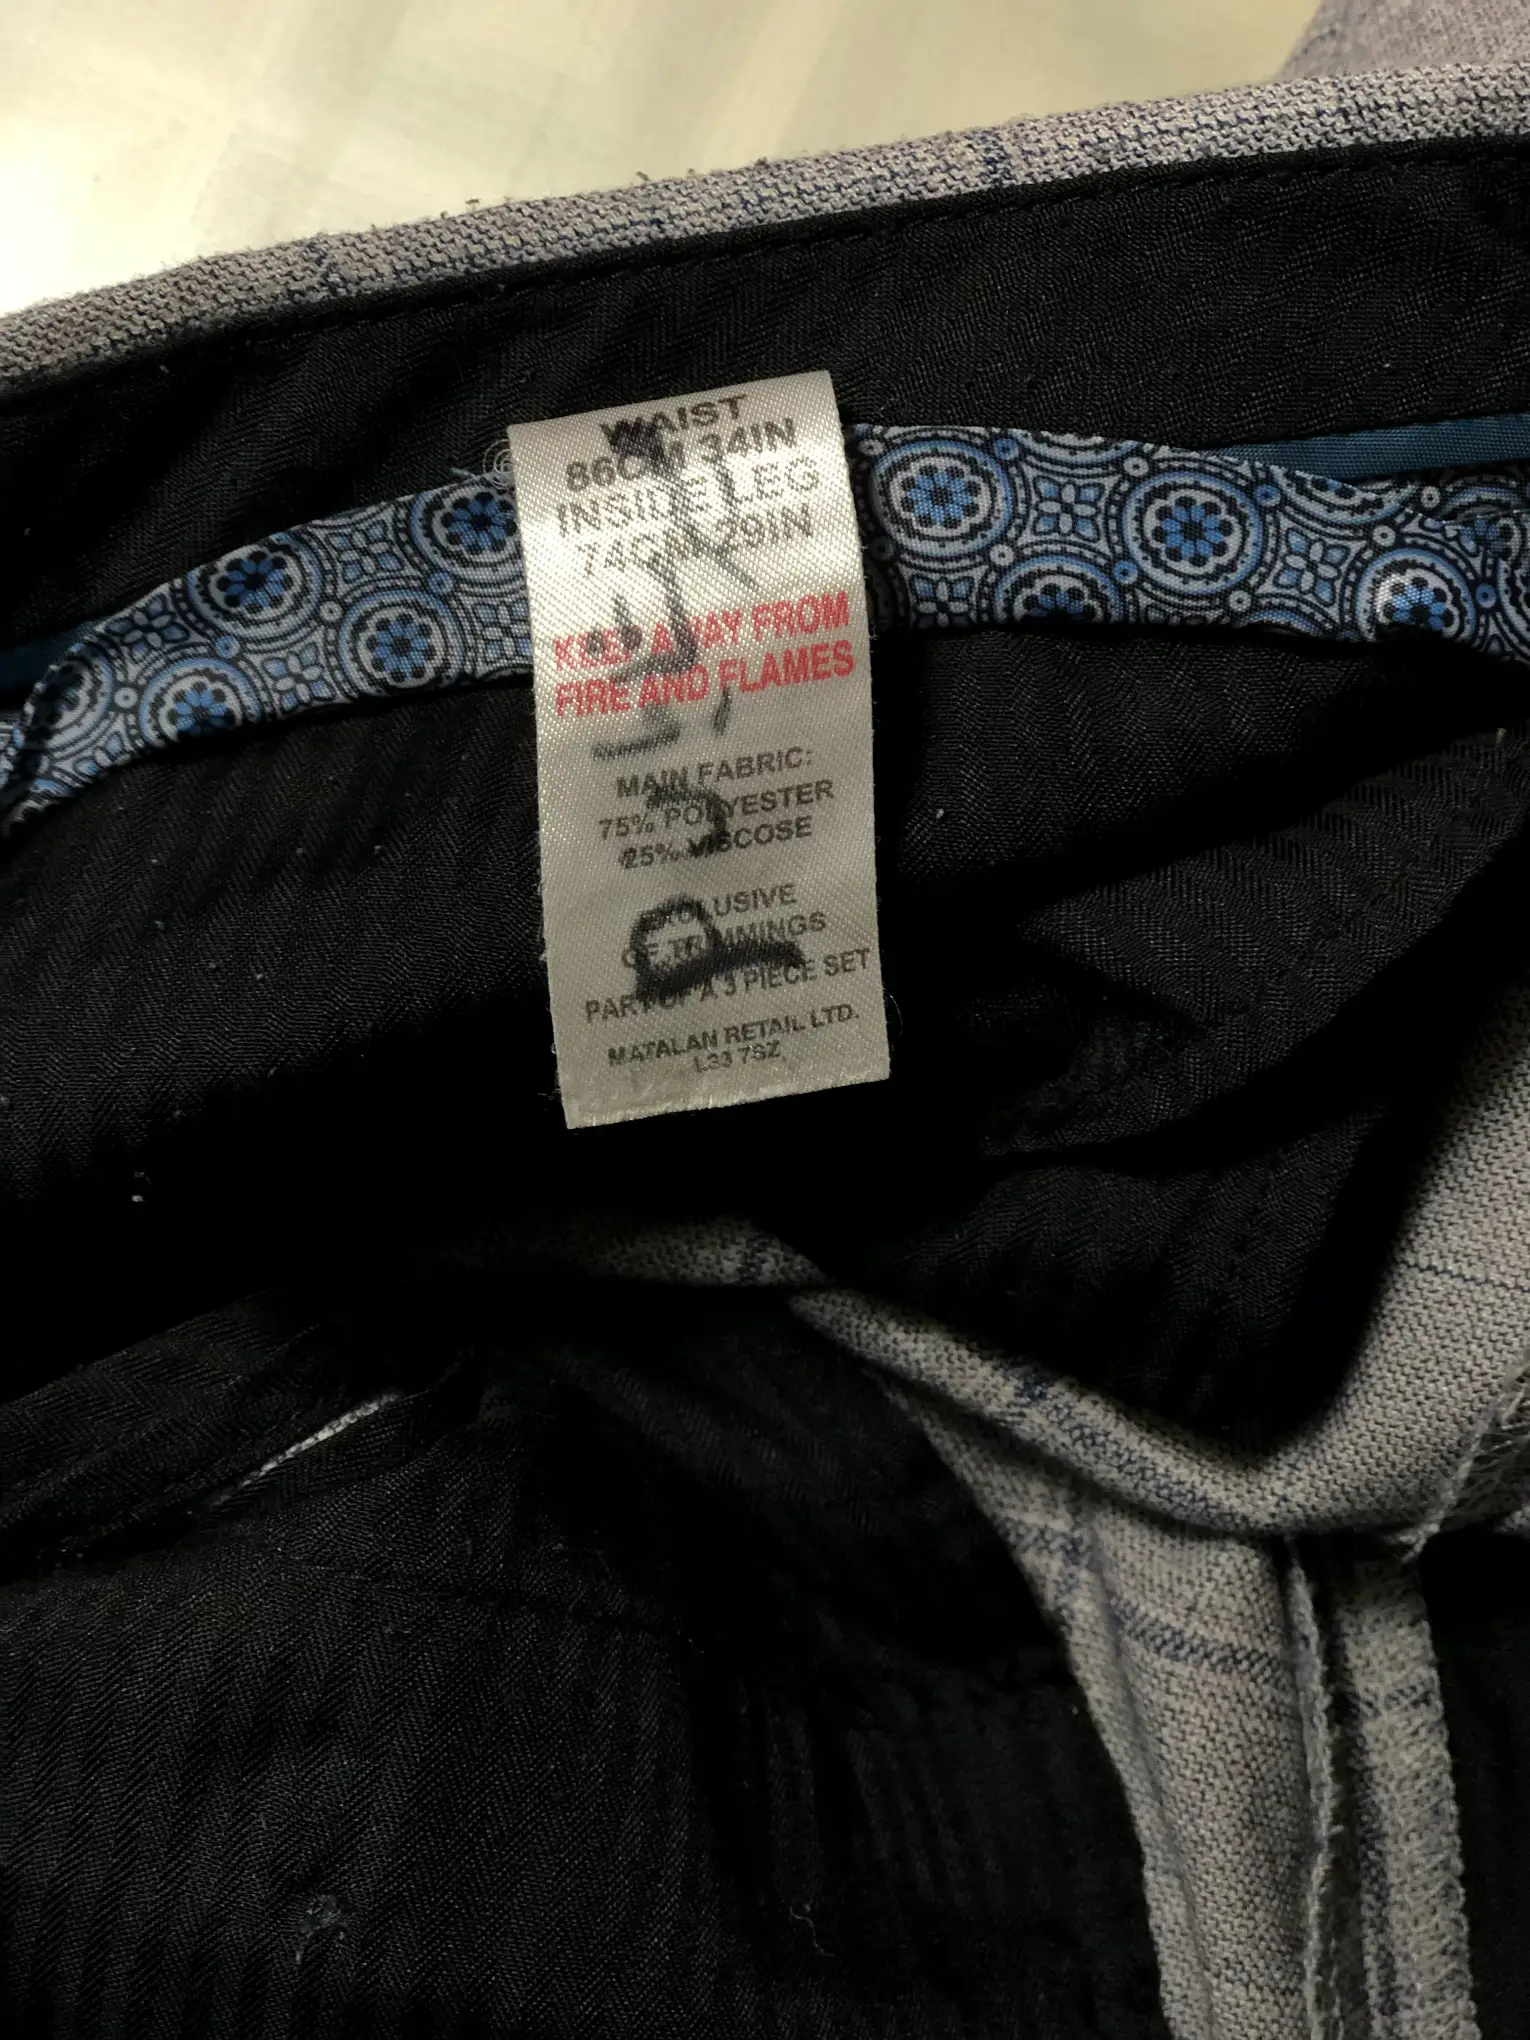 WAIST
86CM 34IN
INSIDE LEG
74CM 29IN
KEEP AWAY FROM
FIRE AND FLAMES
MAIN FABRIC:
75% POLYESTER
25% VISCOSE
EXCLUSIVE
OF TRIMMINGS
PART OF A 3 PIECE SET
MATALAN RETAIL LTD.
L33 7SZ